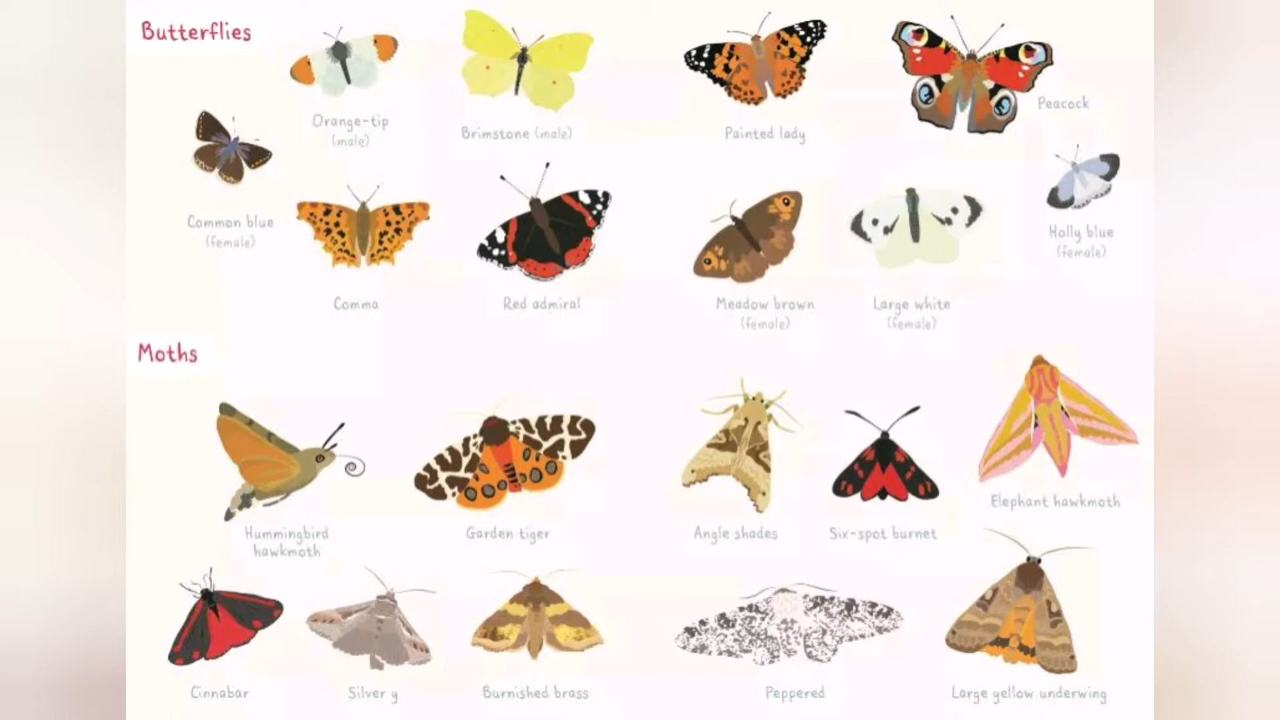 Butterflies
Orange-tip
(male)
Brimstone (male)
Painted lady
Peacock
Common blue
(female)
Comma
Red admiral
Meadow brown
(female)
Large white
(female)
Holly blue
(female)
Moths
Hummingbird
hawkmoth
Garden tiger
Angle shades
Six-spot burnet
Elephant hawkmoth
Cinnabar
Silver y
Burnished brass
Peppered
Large yellow underwing